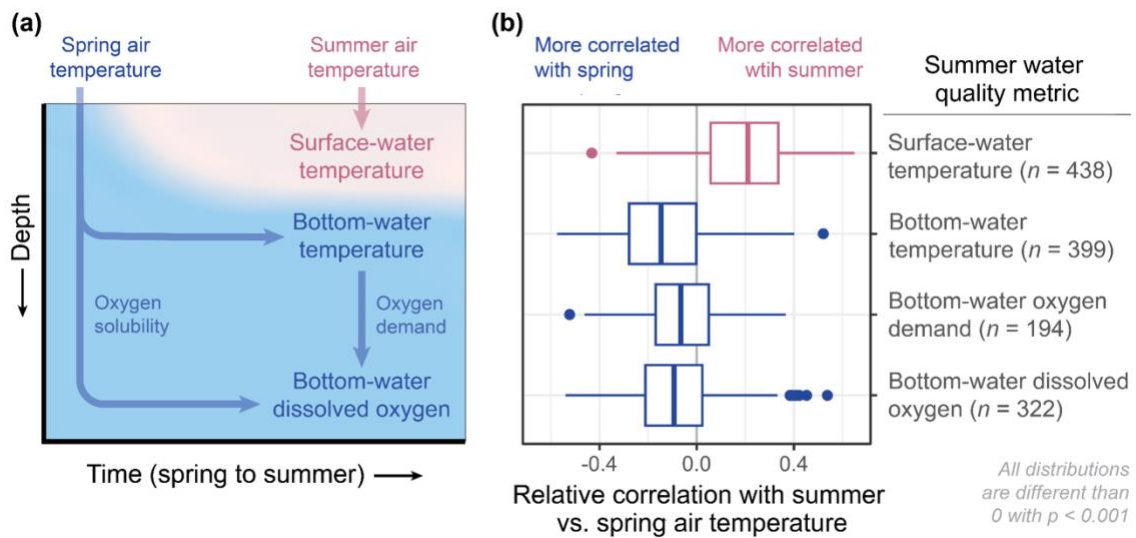 (a)
Spring air
temperature
Summer air
temperature
Surface-water
temperature
Bottom-water
temperature
Oxygen
solubility
Oxygen
demand
Bottom-water
dissolved oxygen
Depth
Time (spring to summer)
(b)
More correlated
with spring
More correlated
wtih summer
Summer water
quality metric
Surface-water
temperature (n = 438)
Bottom-water
temperature (n = 399)
Bottom-water oxygen
demand (n = 194)
Bottom-water dissolved
oxygen (n = 322)
-0.4 0.0 0.4
Relative correlation with summer
vs. spring air temperature
All distributions
are different than
0 with p < 0.001